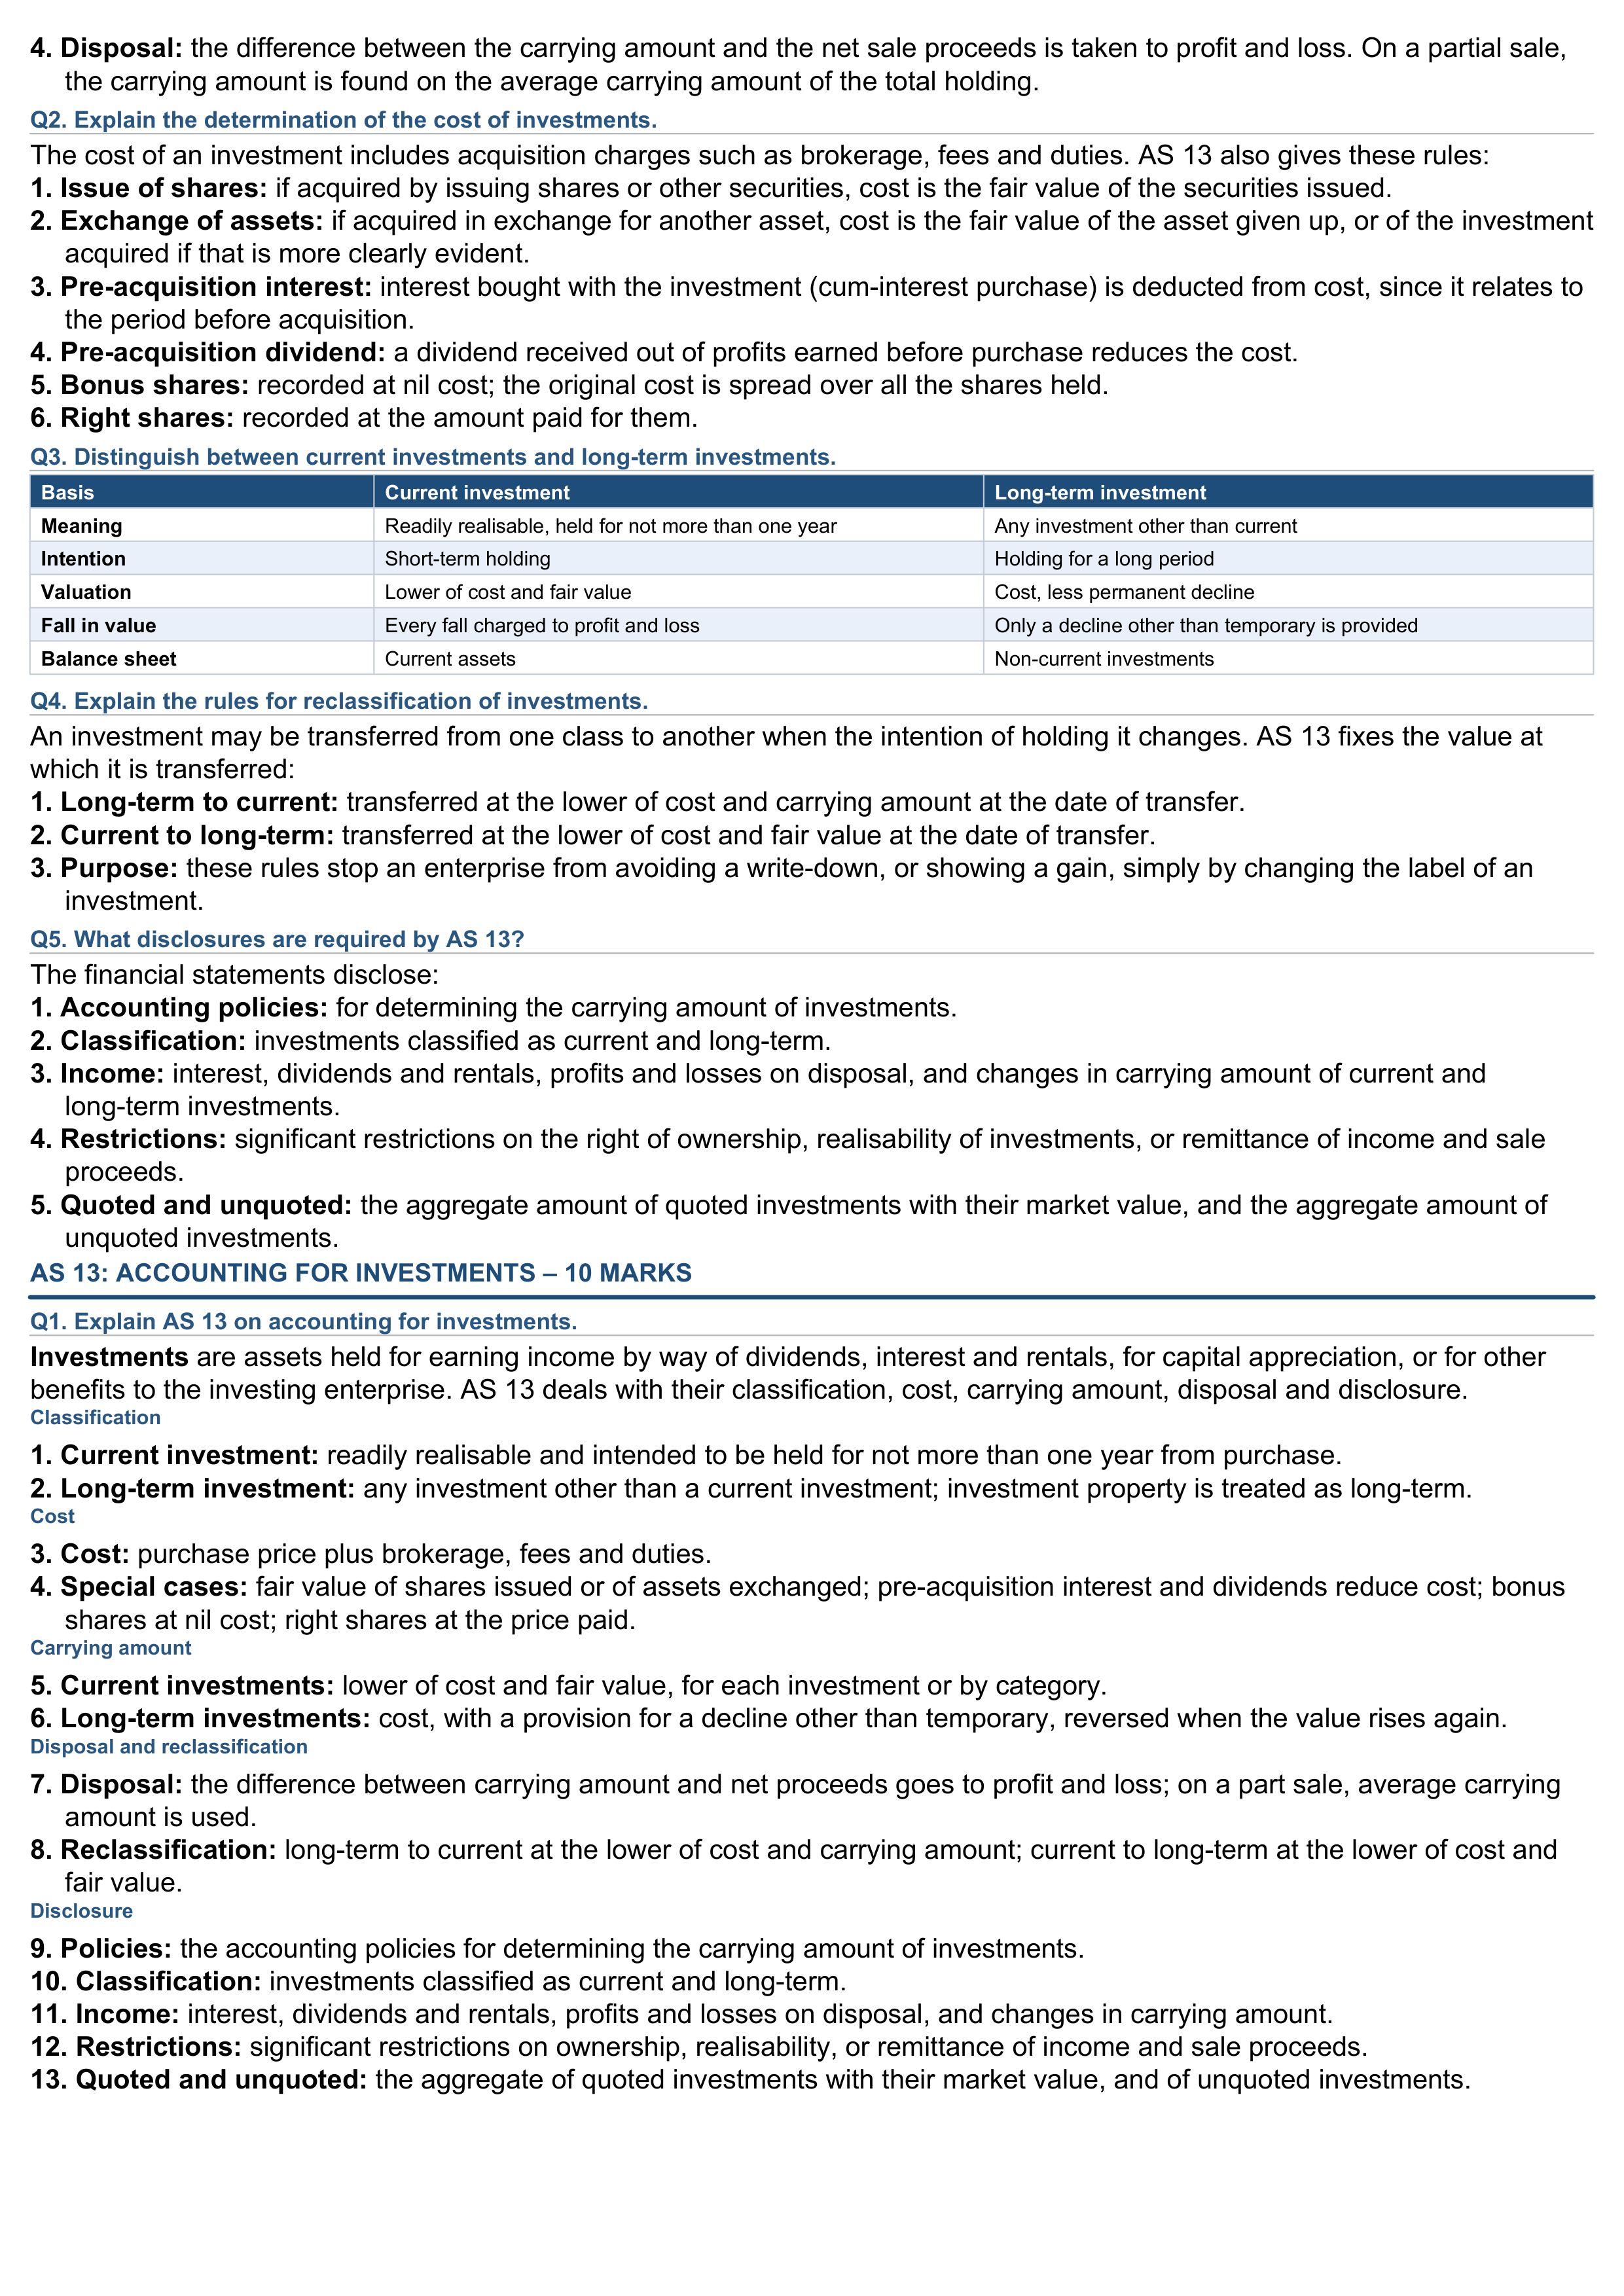 4. Disposal: the difference between the carrying amount and the net sale proceeds is taken to profit and loss. On a partial sale,
the carrying amount is found on the average carrying amount of the total holding.
Q2. Explain the determination of the cost of investments.
The cost of an investment includes acquisition charges such as brokerage, fees and duties. AS 13 also gives these rules:
1. Issue of shares: if acquired by issuing shares or other securities, cost is the fair value of the securities issued.
2. Exchange of assets: if acquired in exchange for another asset, cost is the fair value of the asset given up, or of the investment
acquired if that is more clearly evident.
3. Pre-acquisition interest: interest bought with the investment (cum-interest purchase) is deducted from cost, since it relates to
the period before acquisition.
4. Pre-acquisition dividend: a dividend received out of profits earned before purchase reduces the cost.
5. Bonus shares: recorded at nil cost; the original cost is spread over all the shares held.
6. Right shares: recorded at the amount paid for them.
Q3. Distinguish between current investments and long-term investments.
Basis Current investment Long-term investment
Meaning Readily realisable, held for not more than one year Any investment other than current
Intention Short-term holding Holding for a long period
Valuation Lower of cost and fair value Cost, less permanent decline
Fall in value Every fall charged to profit and loss Only a decline other than temporary is provided
Balance sheet Current assets Non-current investments
Q4. Explain the rules for reclassification of investments.
An investment may be transferred from one class to another when the intention of holding it changes. AS 13 fixes the value at
which it is transferred:
1. Long-term to current: transferred at the lower of cost and carrying amount at the date of transfer.
2. Current to long-term: transferred at the lower of cost and fair value at the date of transfer.
3. Purpose: these rules stop an enterprise from avoiding a write-down, or showing a gain, simply by changing the label of an
investment.
Q5. What disclosures are required by AS 13?
The financial statements disclose:
1. Accounting policies: for determining the carrying amount of investments.
2. Classification: investments classified as current and long-term.
3. Income: interest, dividends and rentals, profits and losses on disposal, and changes in carrying amount of current and
long-term investments.
4. Restrictions: significant restrictions on the right of ownership, realisability of investments, or remittance of income and sale
proceeds.
5. Quoted and unquoted: the aggregate amount of quoted investments with their market value, and the aggregate amount of
unquoted investments.
AS 13: ACCOUNTING FOR INVESTMENTS – 10 MARKS
Q1. Explain AS 13 on accounting for investments.
Investments are assets held for earning income by way of dividends, interest and rentals, for capital appreciation, or for other
benefits to the investing enterprise. AS 13 deals with their classification, cost, carrying amount, disposal and disclosure.
Classification
1. Current investment: readily realisable and intended to be held for not more than one year from purchase.
2. Long-term investment: any investment other than a current investment; investment property is treated as long-term.
Cost
3. Cost: purchase price plus brokerage, fees and duties.
4. Special cases: fair value of shares issued or of assets exchanged; pre-acquisition interest and dividends reduce cost; bonus
shares at nil cost; right shares at the price paid.
Carrying amount
5. Current investments: lower of cost and fair value, for each investment or by category.
6. Long-term investments: cost, with a provision for a decline other than temporary, reversed when the value rises again.
Disposal and reclassification
7. Disposal: the difference between carrying amount and net proceeds goes to profit and loss; on a part sale, average carrying
amount is used.
8. Reclassification: long-term to current at the lower of cost and carrying amount; current to long-term at the lower of cost and
fair value.
Disclosure
9. Policies: the accounting policies for determining the carrying amount of investments.
10. Classification: investments classified as current and long-term.
11. Income: interest, dividends and rentals, profits and losses on disposal, and changes in carrying amount.
12. Restrictions: significant restrictions on ownership, realisability, or remittance of income and sale proceeds.
13. Quoted and unquoted: the aggregate of quoted investments with their market value, and of unquoted investments.